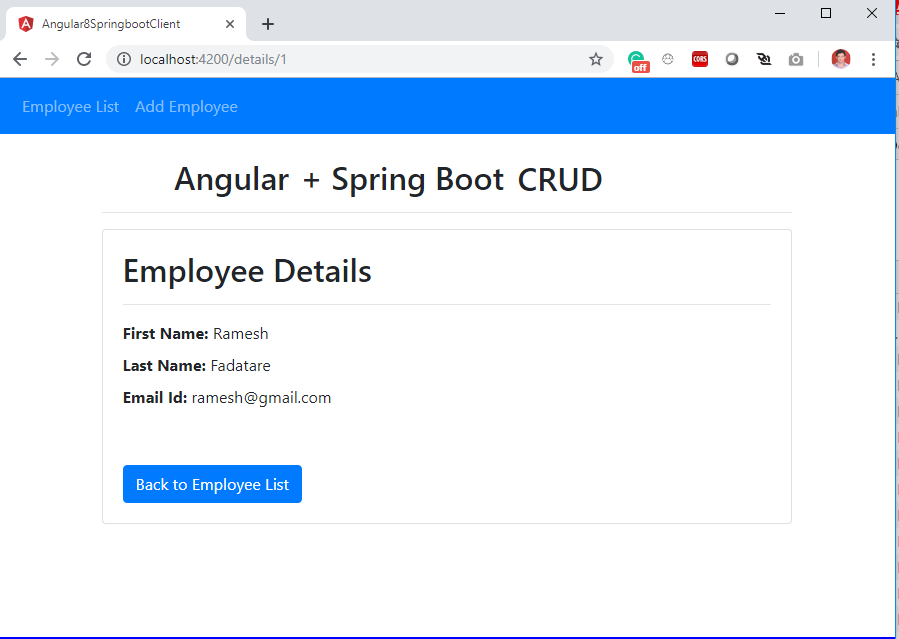 Angular8SpringbootClient
localhost:4200/details/1
off
CORS
Employee List Add Employee
Angular + Spring Boot CRUD
Employee Details
First Name: Ramesh
Last Name: Fadatare
Email Id: ramesh@gmail.com
Back to Employee List